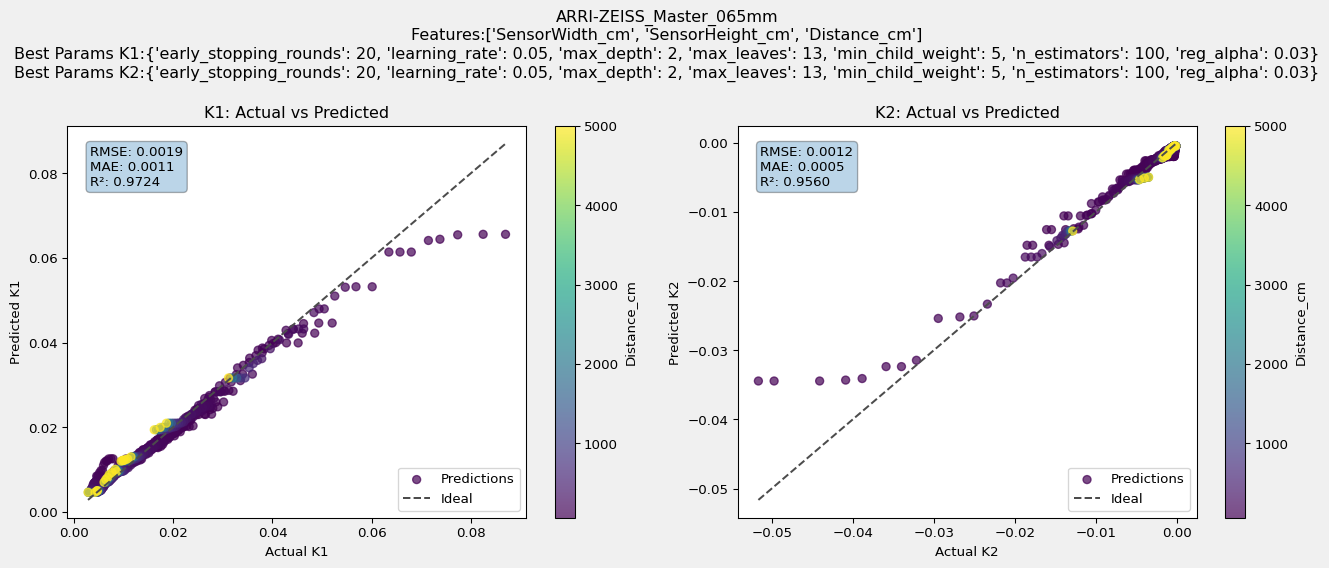 ARRI-ZEISS_Master_065mm
Features:['SensorWidth_cm', 'SensorHeight_cm', 'Distance_cm']
Best Params K1:{'early_stopping_rounds': 20, 'learning_rate': 0.05, 'max_depth': 2, 'max_leaves': 13, 'min_child_weight': 5, 'n_estimators': 100, 'reg_alpha': 0.03}
Best Params K2:{'early_stopping_rounds': 20, 'learning_rate': 0.05, 'max_depth': 2, 'max_leaves': 13, 'min_child_weight': 5, 'n_estimators': 100, 'reg_alpha': 0.03}
K1: Actual vs Predicted
RMSE: 0.0019
MAE: 0.0011
R²: 0.9724
0.08
0.06
0.04
0.02
0.00
Predicted K1
0.00
0.02
0.04
0.06
0.08
Actual K1
Predictions
Ideal
5000
4000
3000
2000
1000
Distance_cm
K2: Actual vs Predicted
RMSE: 0.0012
MAE: 0.0005
R²: 0.9560
0.00
−0.01
−0.02
−0.03
−0.04
−0.05
Predicted K2
−0.05
−0.04
−0.03
−0.02
−0.01
0.00
Actual K2
Predictions
Ideal
5000
4000
3000
2000
1000
Distance_cm